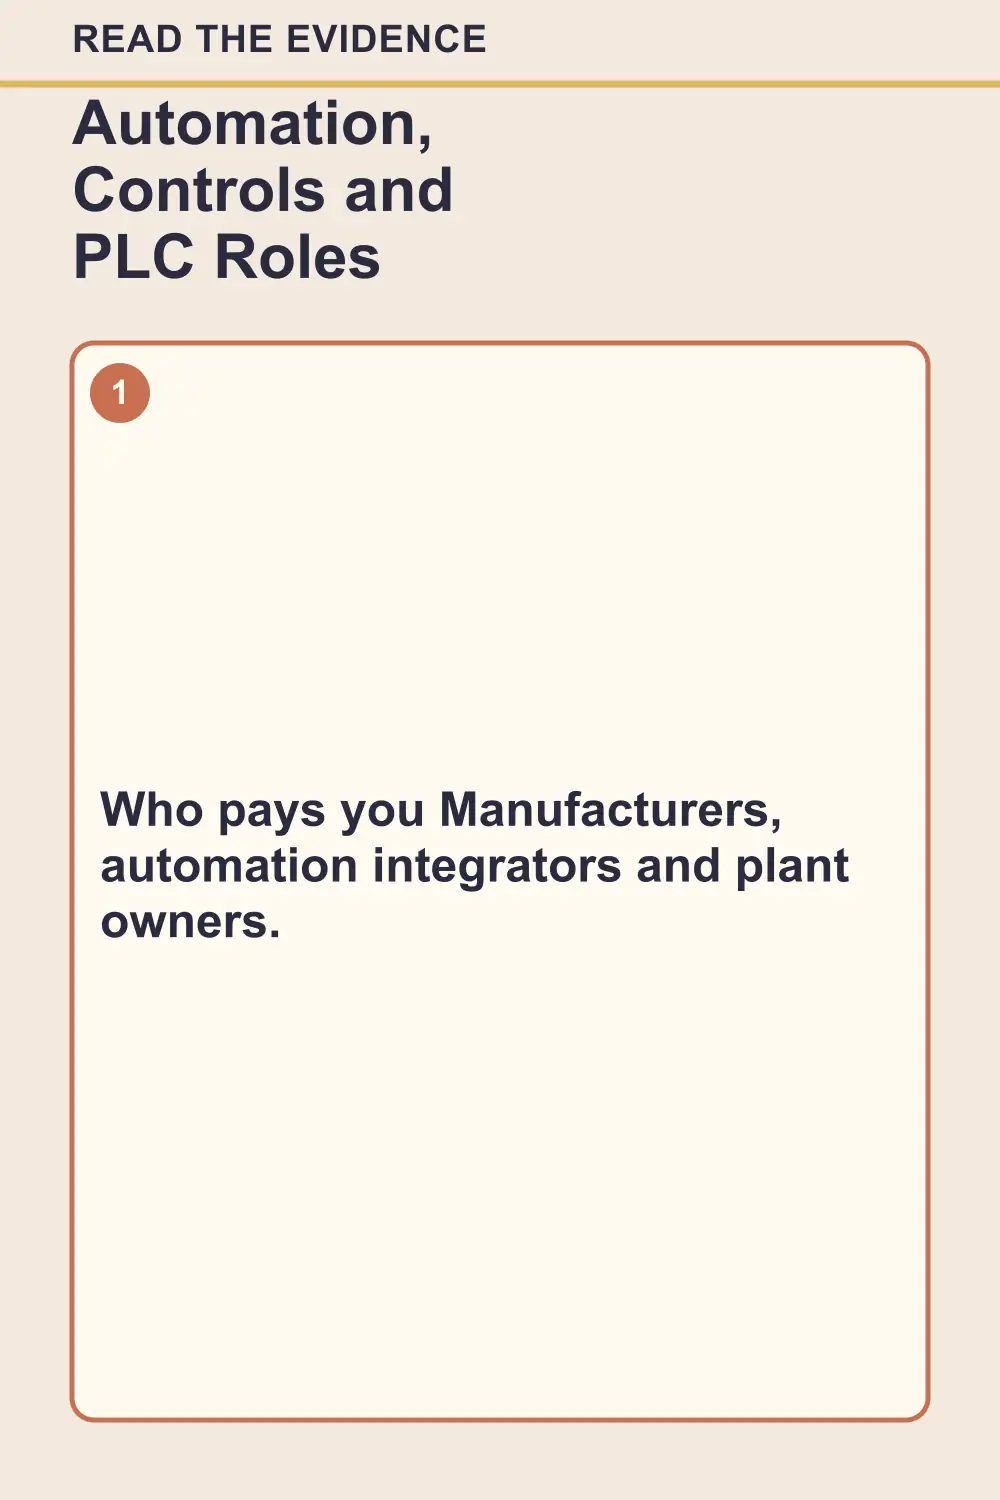 READ THE EVIDENCE
Automation,
Controls and
PLC Roles
1
Who pays you Manufacturers,
automation integrators and plant
owners.